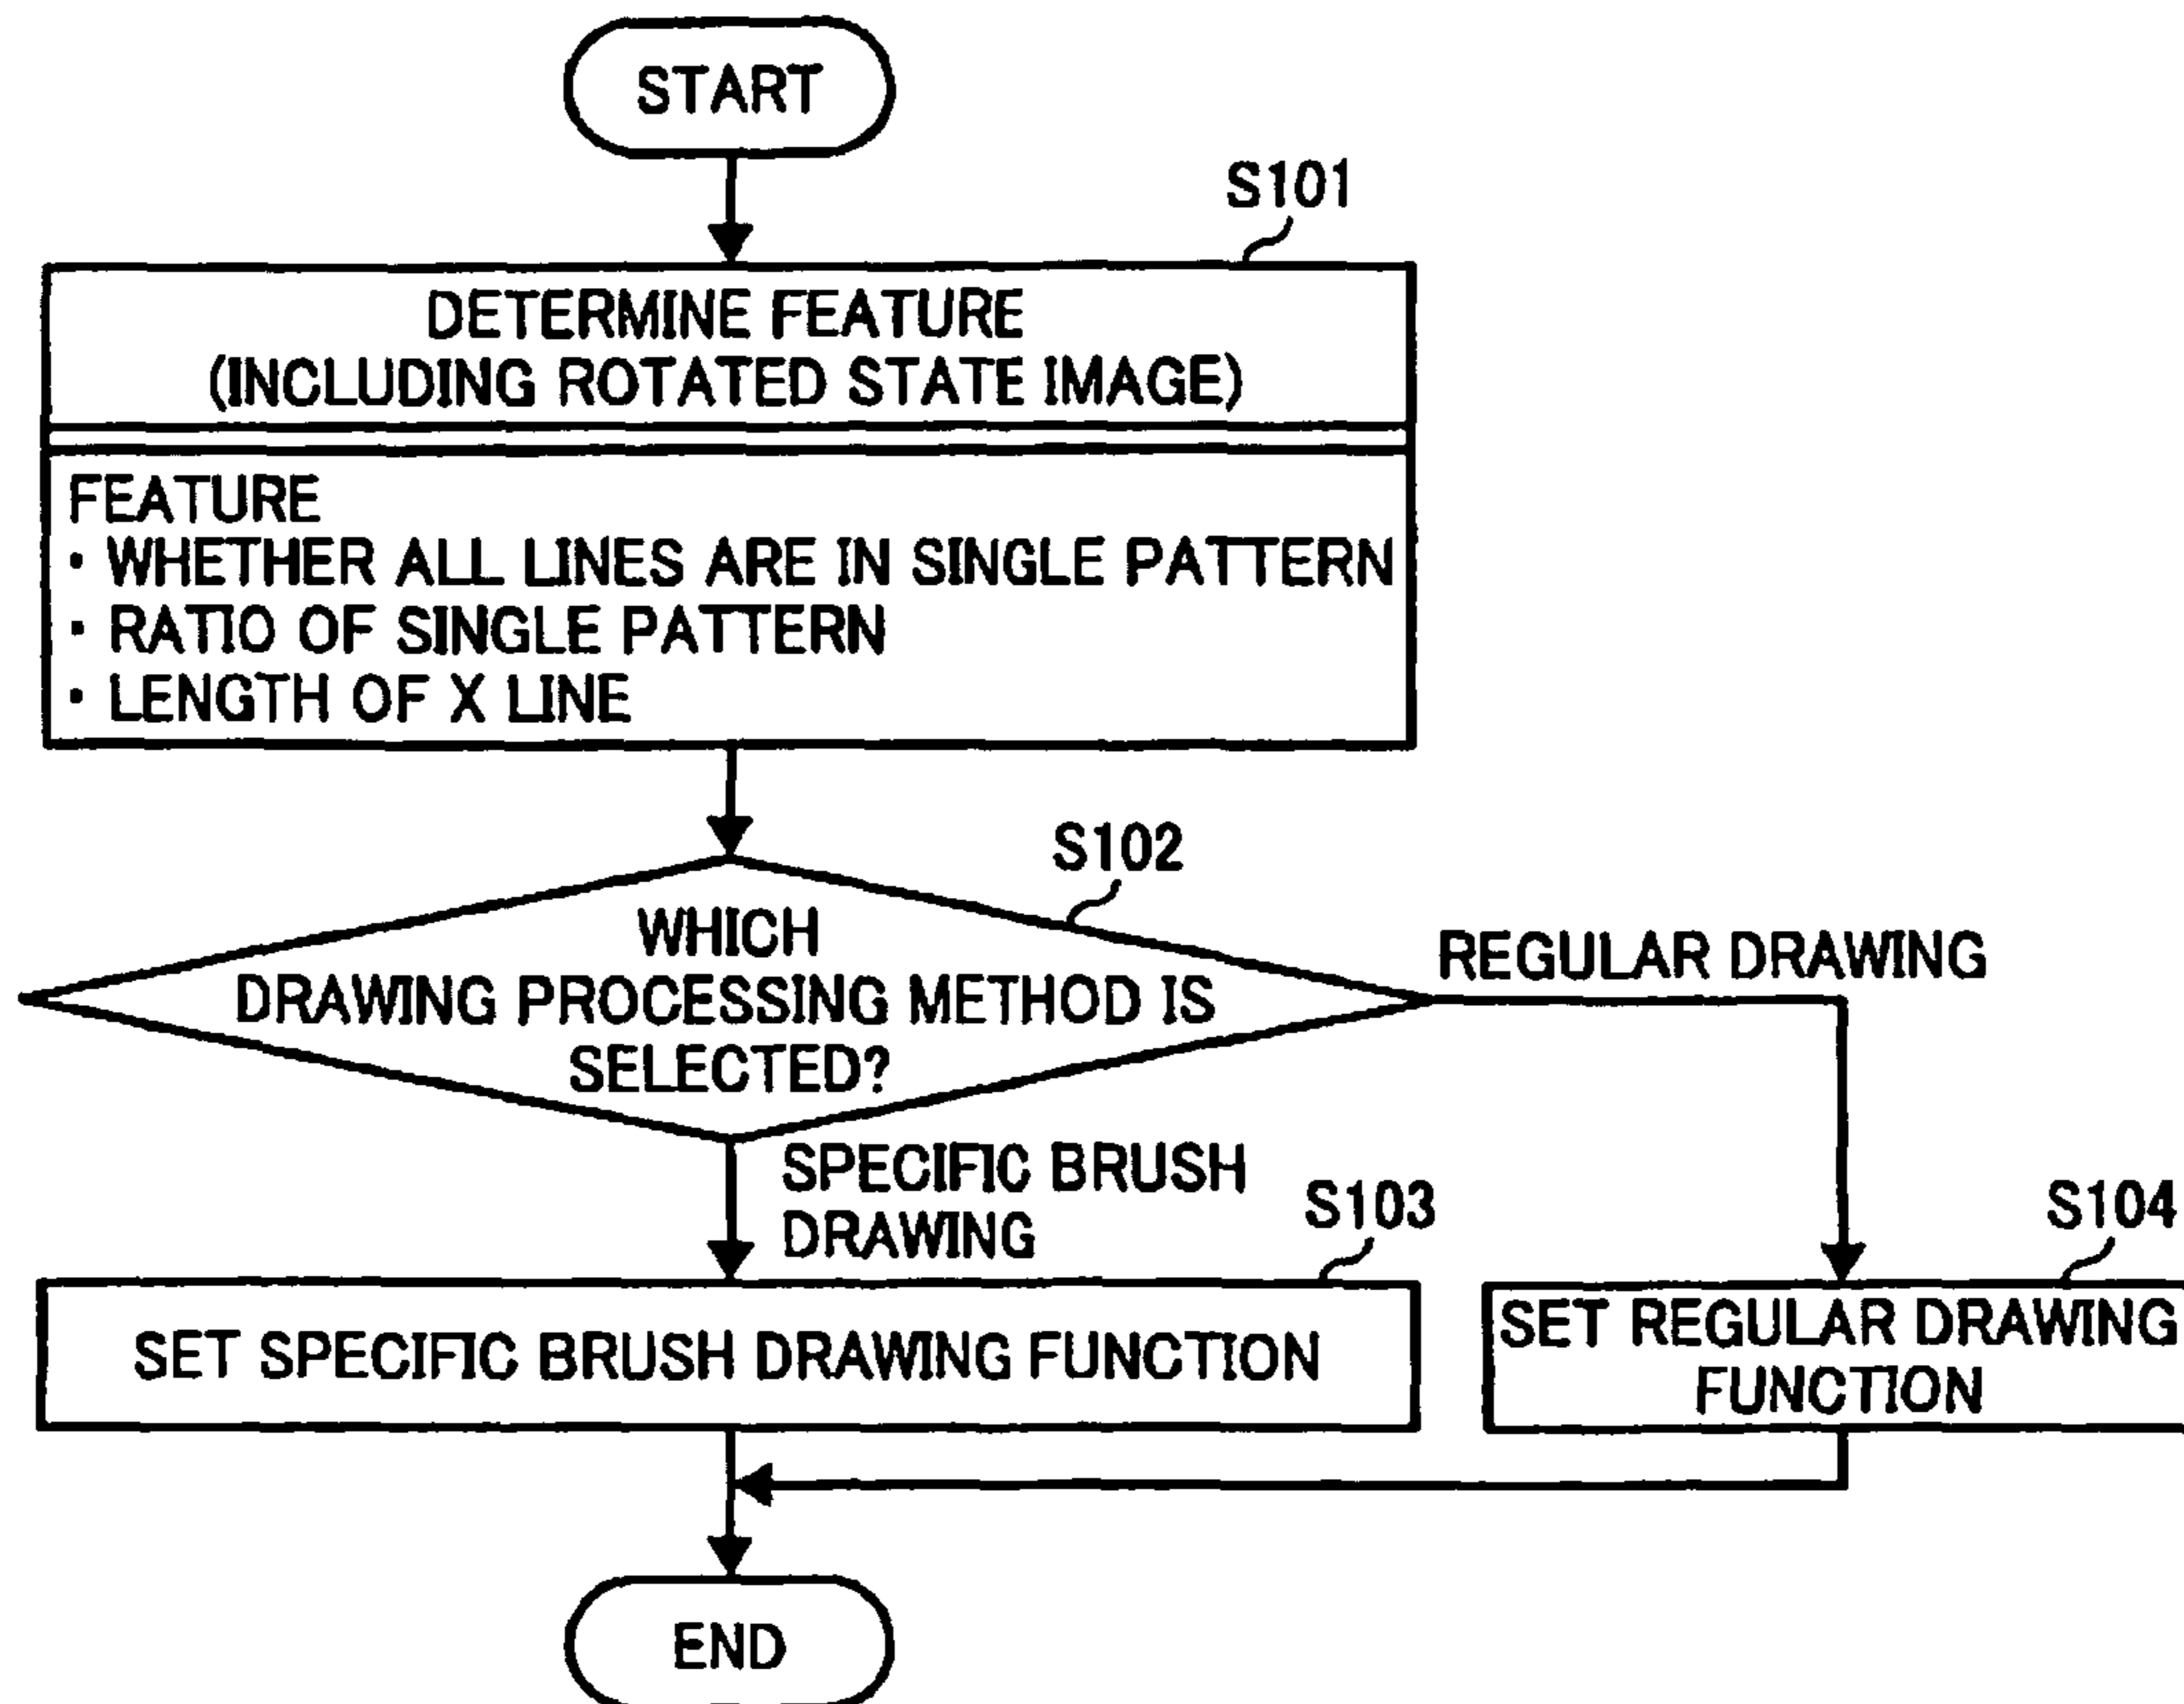 START
S101
DETERMINE FEATURE
(INCLUDING ROTATED STATE IMAGE)
FEATURE
・WHETHER ALL LINES ARE IN SINGLE PATTERN
・RATIO OF SINGLE PATTERN
・LENGTH OF X LINE
S102
WHICH
DRAWING PROCESSING METHOD IS
SELECTED?
REGULAR DRAWING
SPECIFIC BRUSH
DRAWING
S103
SET SPECIFIC BRUSH DRAWING FUNCTION
S104
SET REGULAR DRAWING
FUNCTION
END